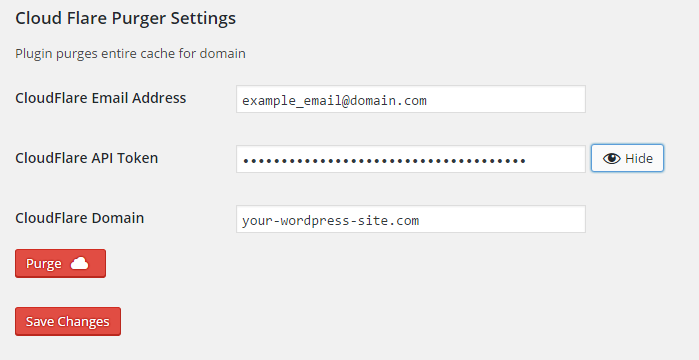 Cloud Flare Purger Settings
Plugin purges entire cache for domain
CloudFlare Email Address example_email@domain.com
CloudFlare API Token ••••••••••••••••••••••••••••••••••••• Hide
CloudFlare Domain your-wordpress-site.com
Purge
Save Changes